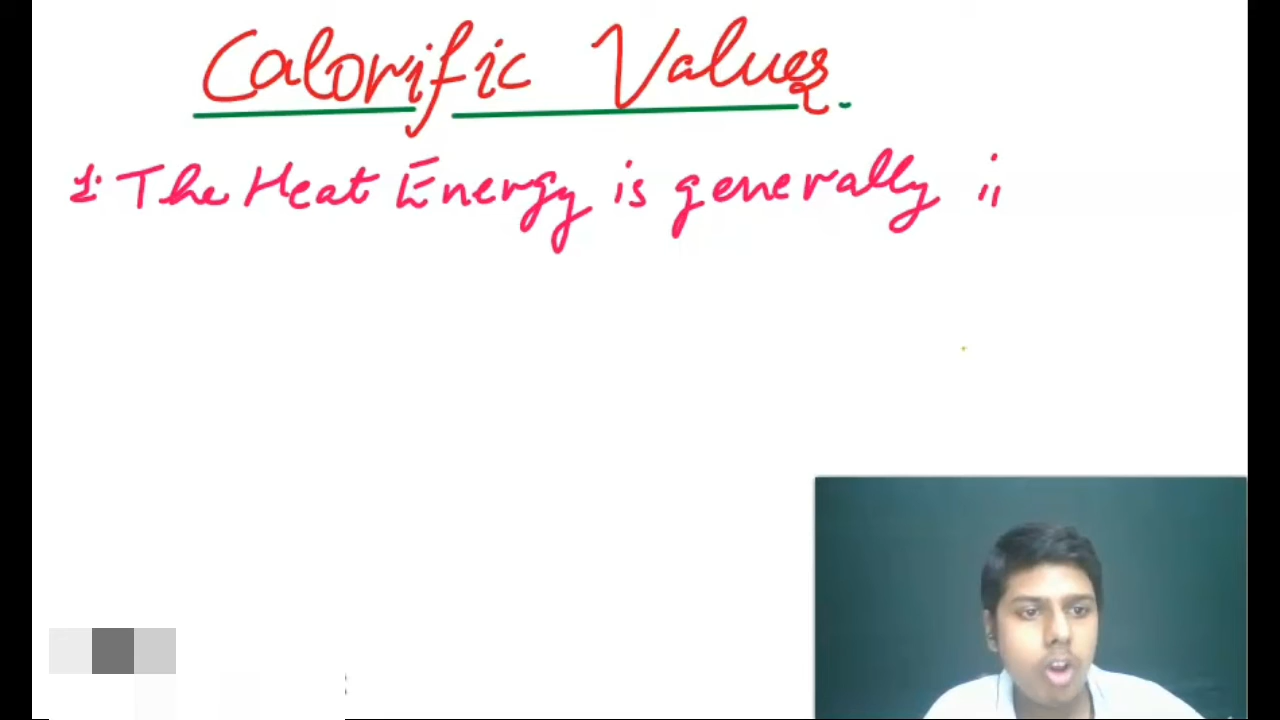 Calorific Values.
1. The Heat Energy is generally